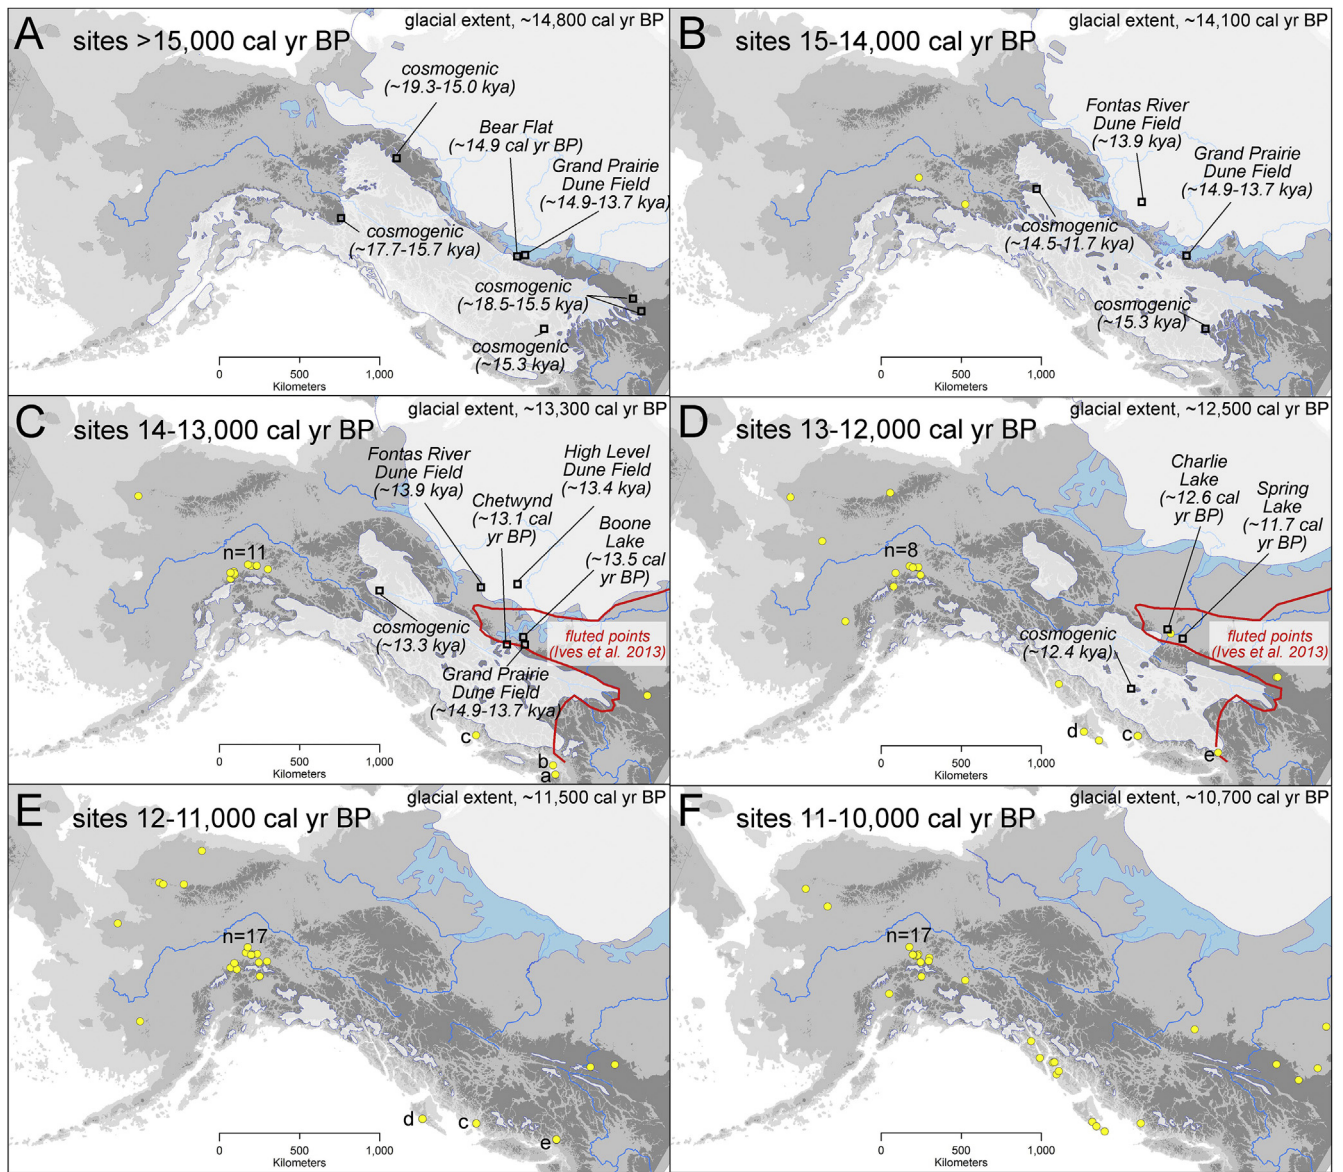 A
sites >15,000 cal yr BP
glacial extent, ~14,800 cal yr BP
cosmogenic
(~19.3-15.0 kya)
Bear Flat
(~14.9 cal yr BP)
Grand Prairie
Dune Field
(~14.9-13.7 kya)
cosmogenic
(~17.7-15.7 kya)
cosmogenic
(~18.5-15.5 kya)
cosmogenic
(~15.3 kya)
0 500 1,000
Kilometers
B
sites 15-14,000 cal yr BP
glacial extent, ~14,100 cal yr BP
Fontas River
Dune Field
(~13.9 kya)
Grand Prairie
Dune Field
(~14.9-13.7 kya)
cosmogenic
(~14.5-11.7 kya)
cosmogenic
(~15.3 kya)
0 500 1,000
Kilometers
C
sites 14-13,000 cal yr BP
glacial extent, ~13,300 cal yr BP
Fontas River
Dune Field
(~13.9 kya)
High Level
Dune Field
(~13.4 kya)
Chetwynd
(~13.1 cal
yr BP)
Boone
Lake
(~13.5 cal
yr BP)
n=11
cosmogenic
(~13.3 kya)
fluted points
(Ives et al. 2013)
Grand Prairie
Dune Field
(~14.9-13.7 kya)
c
b
a
0 500 1,000
Kilometers
D
sites 13-12,000 cal yr BP
glacial extent, ~12,500 cal yr BP
Charlie
Lake
(~12.6 cal
yr BP)
Spring
Lake
(~11.7 cal
yr BP)
n=8
cosmogenic
(~12.4 kya)
fluted points
(Ives et al. 2013)
d
c
e
0 500 1,000
Kilometers
E
sites 12-11,000 cal yr BP
glacial extent, ~11,500 cal yr BP
n=17
d
c
e
0 500 1,000
Kilometers
F
sites 11-10,000 cal yr BP
glacial extent, ~10,700 cal yr BP
n=17
0 500 1,000
Kilometers